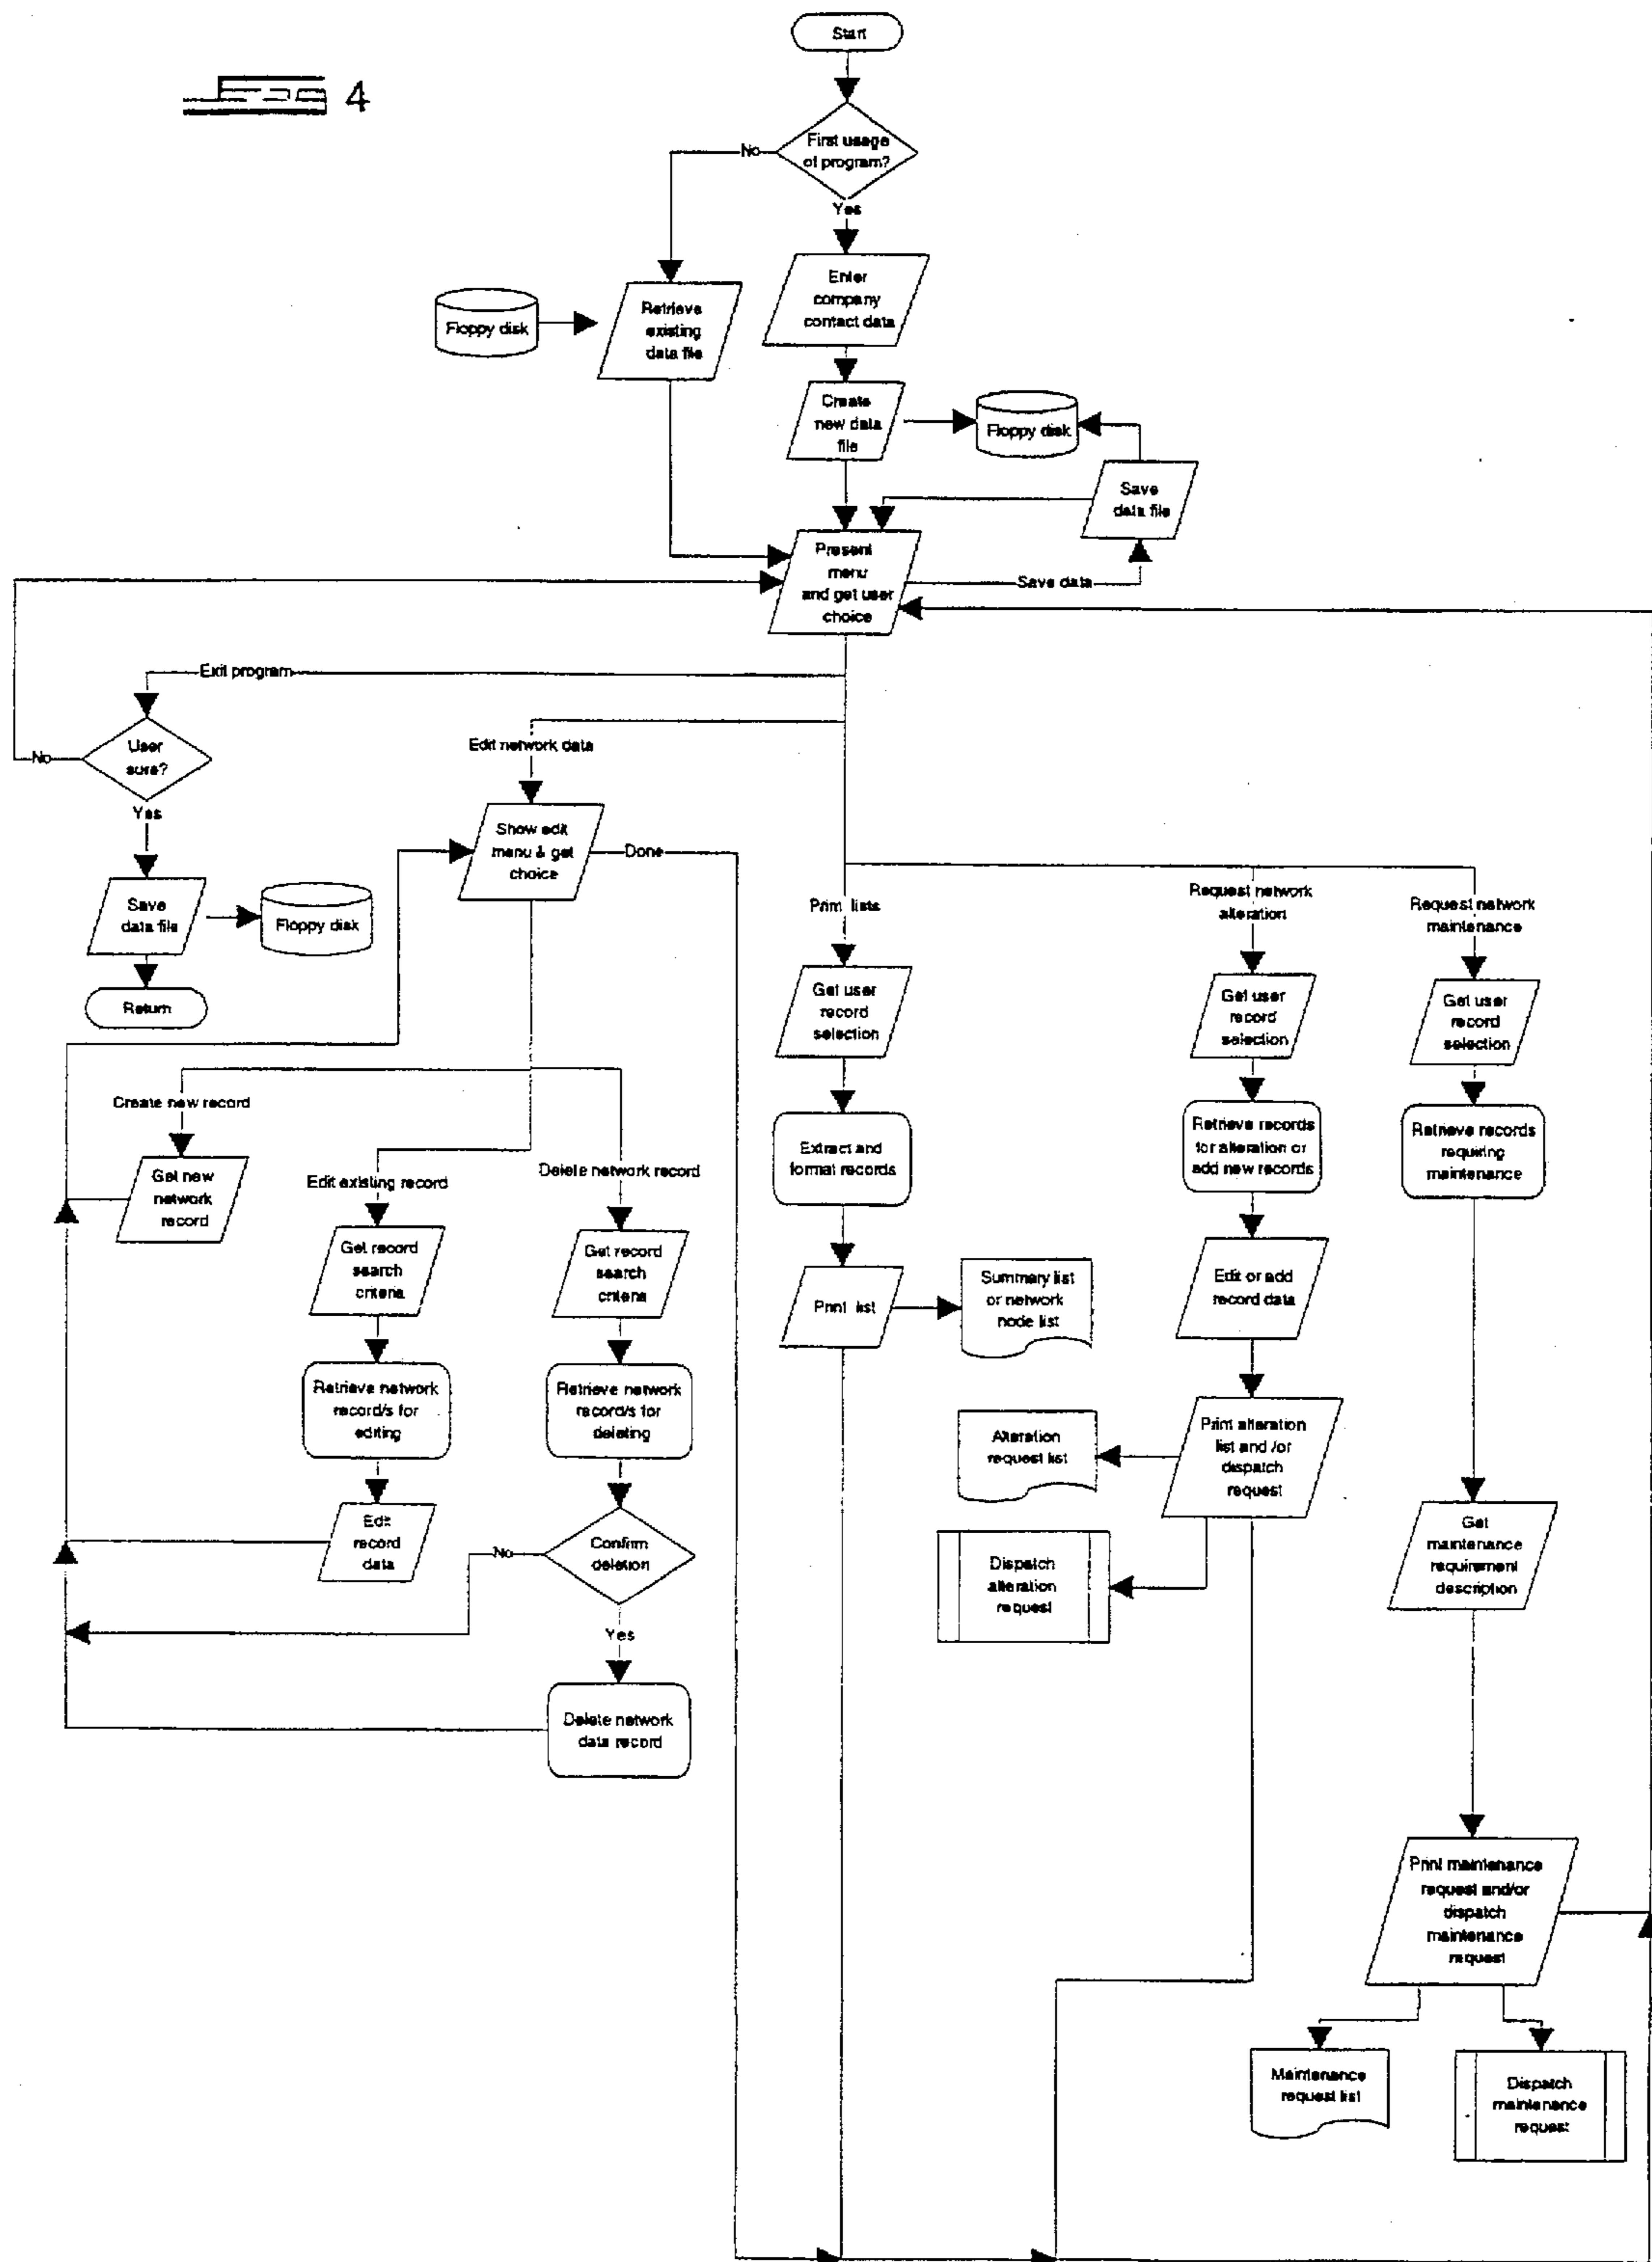 Start
4
First usage
of program?
No
Yes
Enter
company
contact data
Retrieve
existing
data file
Floppy disk
Create
new data
file
Floppy disk
Save
data file
Present
menu
and get user
choice
Save data
Exit program
User
sure?
No
Yes
Edit network data
Show edit
menu & get
choice
Done
Save
data file
Floppy disk
Return
Print lists
Request network
alteration
Request network
maintenance
Get user
record
selection
Get user
record
selection
Get user
record
selection
Create new record
Get new
network
record
Edit existing record
Delete network record
Extract and
format records
Retrieve records
for alteration or
add new records
Retrieve records
requiring
maintenance
Get record
search
criteria
Get record
search
criteria
Print list
Summary list
or network
node list
Edit or add
record data
Retrieve network
record/s for
editing
Retrieve network
record/s for
deleting
Alteration
request list
Print alteration
list and /or
dispatch
request
Edit
record
data
No
Confirm
deletion
Yes
Dispatch
alteration
request
Get
maintenance
requirement
description
Delete network
data record
Print maintenance
request and/or
dispatch
maintenance
request
Maintenance
request list
Dispatch
maintenance
request